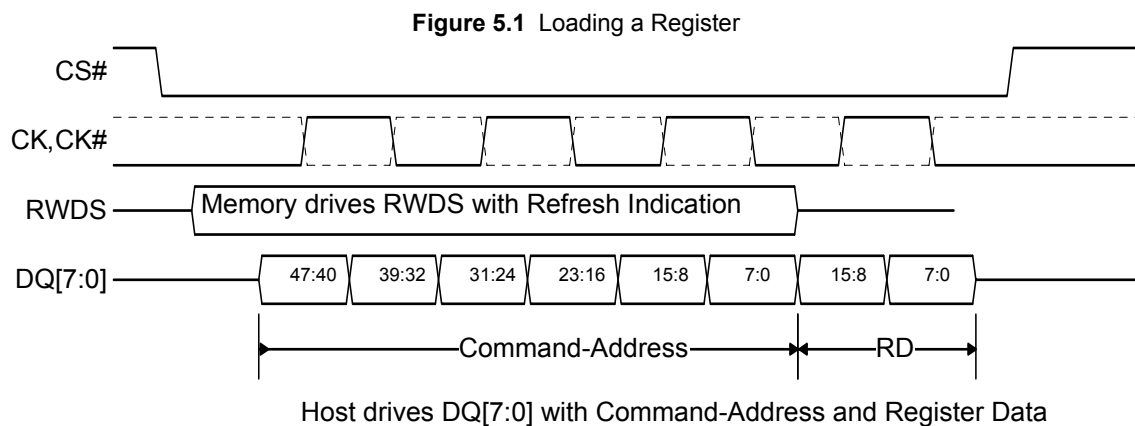 Figure 5.1 Loading a Register
CS#
CK,CK#
RWDS
Memory drives RWDS with Refresh Indication
DQ[7:0]
47:40 39:32 31:24 23:16 15:8 7:0 15:8 7:0
Command-Address RD
Host drives DQ[7:0] with Command-Address and Register Data